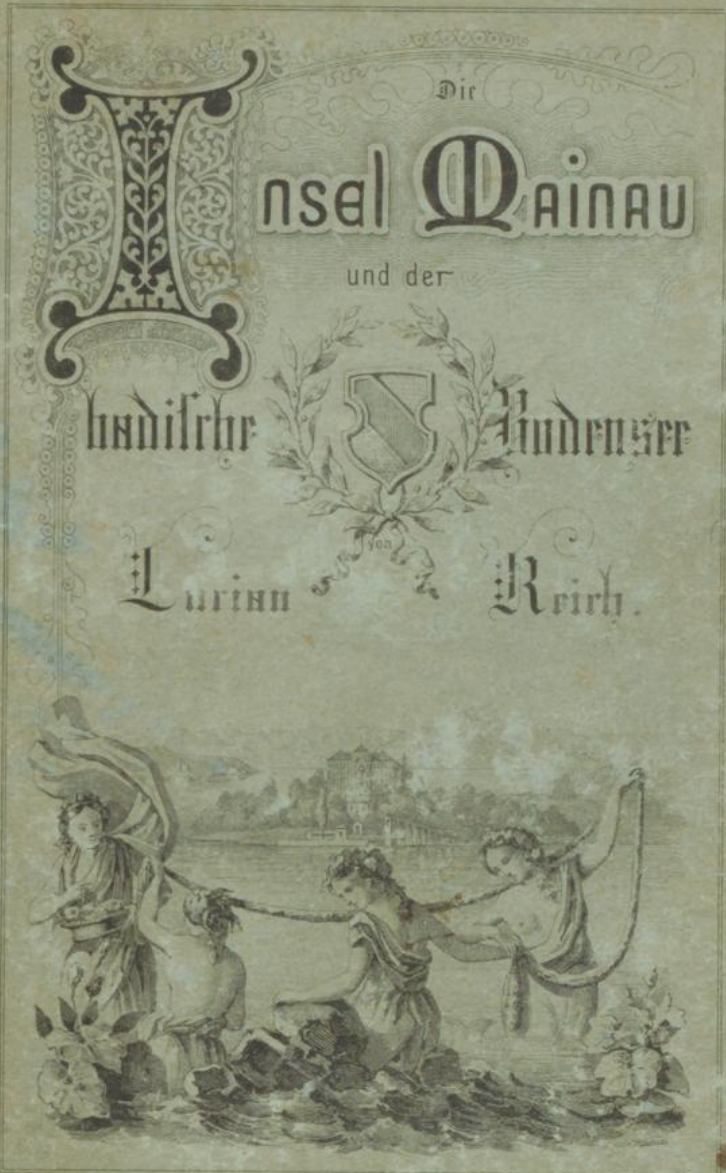 Die
Insel Mainau
und der
badische Bodensee
von
Lucian Reich.